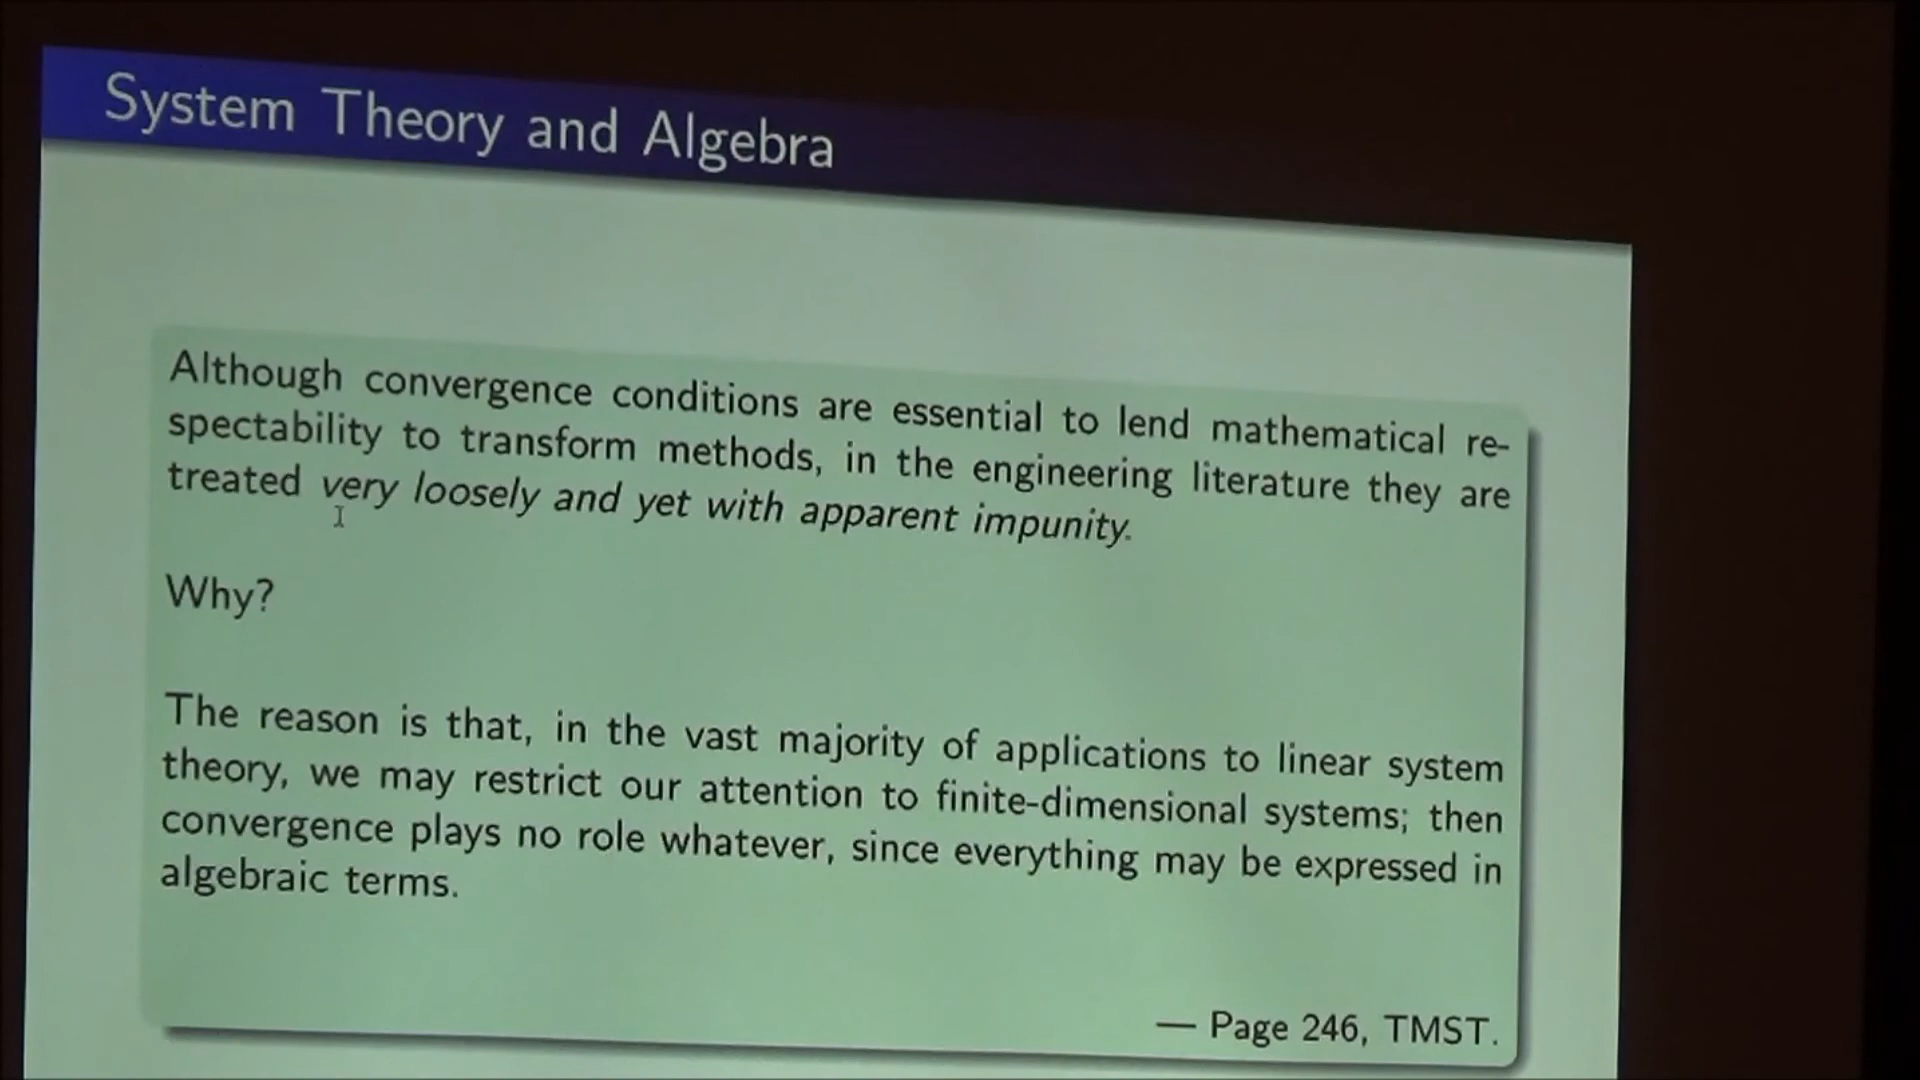 System Theory and Algebra
Although convergence conditions are essential to lend mathematical re-
spectability to transform methods, in the engineering literature they are
treated very loosely and yet with apparent impunity.
Why?
The reason is that, in the vast majority of applications to linear system
theory, we may restrict our attention to finite-dimensional systems; then
convergence plays no role whatever, since everything may be expressed in
algebraic terms.
— Page 246, TMST.